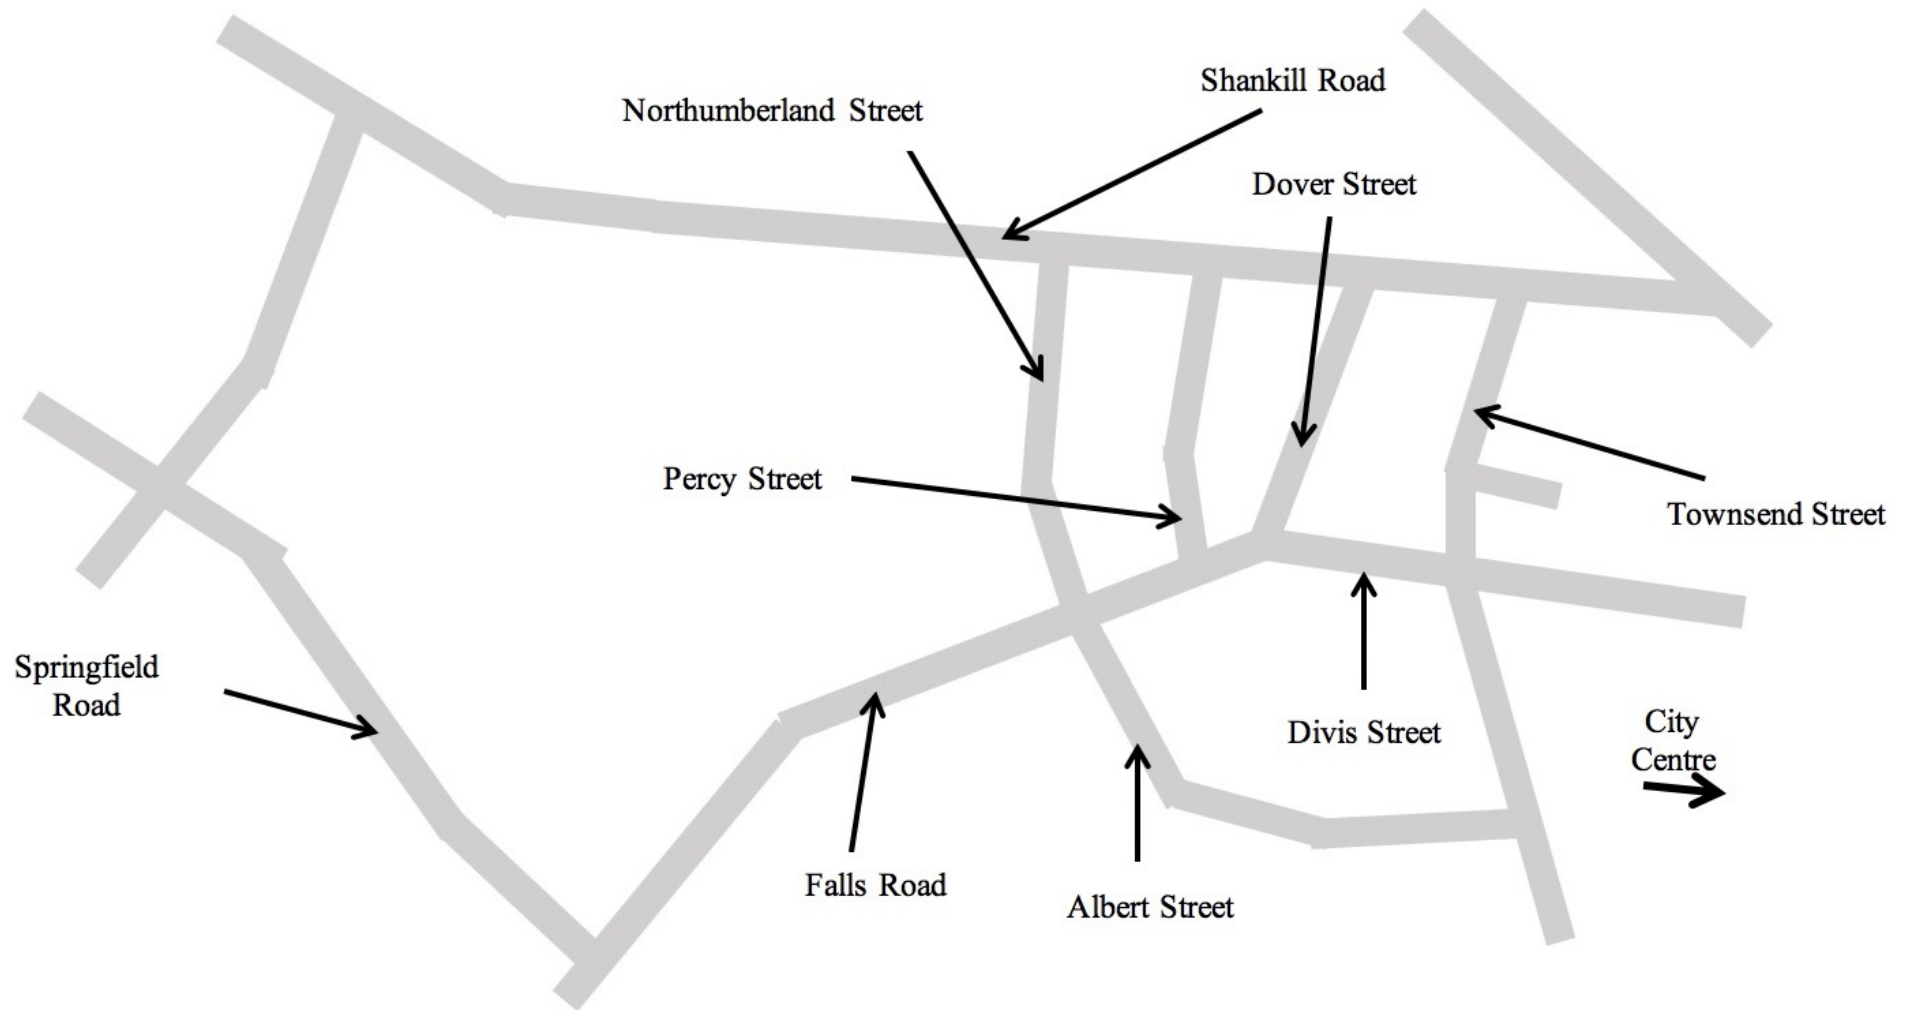 Shankill Road
Northumberland Street
Dover Street
Percy Street
Townsend Street
Springfield
Road
City
Centre
Divis Street
Falls Road
Albert Street